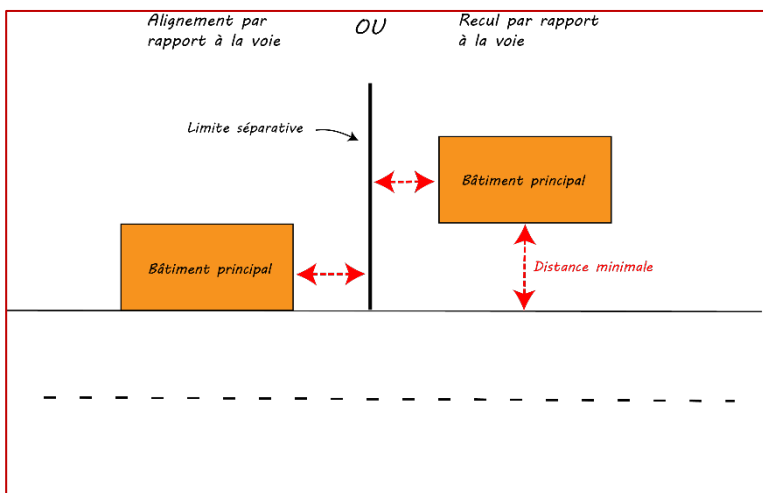 Alignement par
rapport à la voie
OU
Recul par rapport
à la voie
Limite séparative
Bâtiment principal
Bâtiment principal
Distance minimale